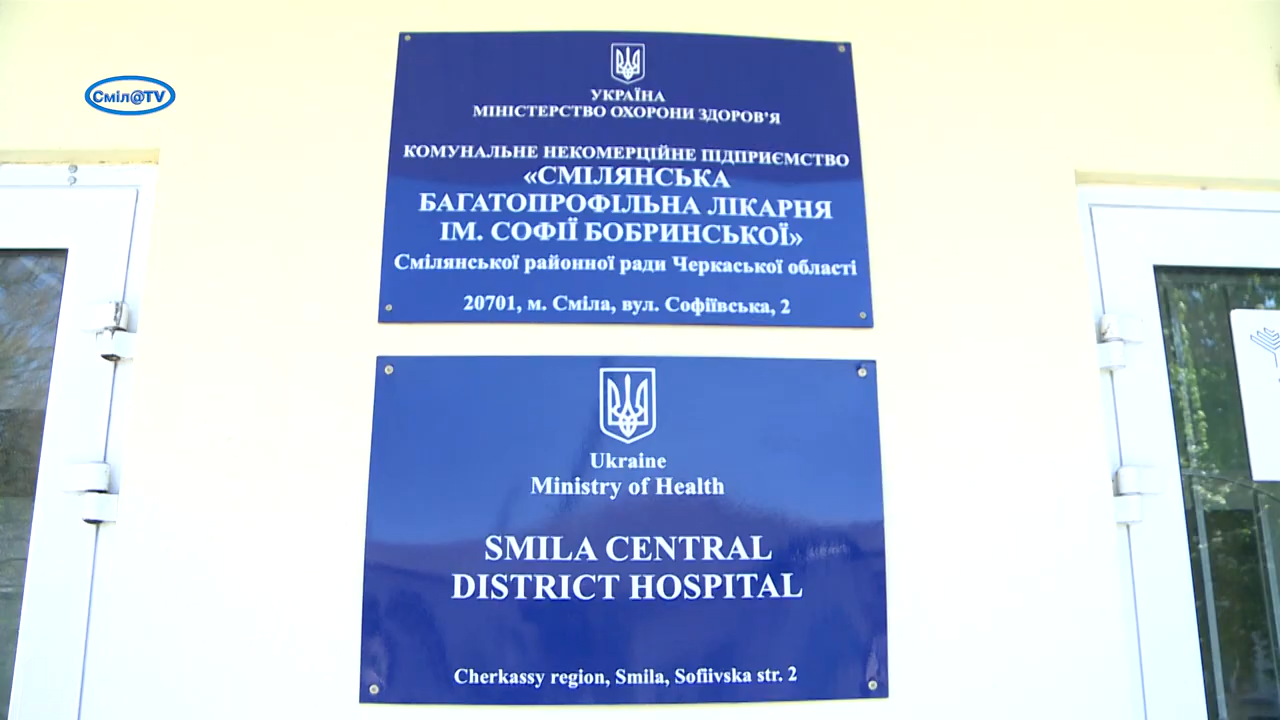 Сміл@TV
УКРАЇНА
МІНІСТЕРСТВО ОХОРОНИ ЗДОРОВ'Я
КОМУНАЛЬНЕ НЕКОМЕРЦІЙНЕ ПІДПРИЄМСТВО
«СМІЛЯНСЬКА
БАГАТОПРОФІЛЬНА ЛІКАРНЯ
ІМ. СОФІЇ БОБРИНСЬКОЇ»
Смілянської районної ради Черкаської області
20701, м. Сміла, вул. Софіївська, 2
Ukraine
Ministry of Health
SMILA CENTRAL
DISTRICT HOSPITAL
Cherkassy region, Smila, Sofiivska str. 2